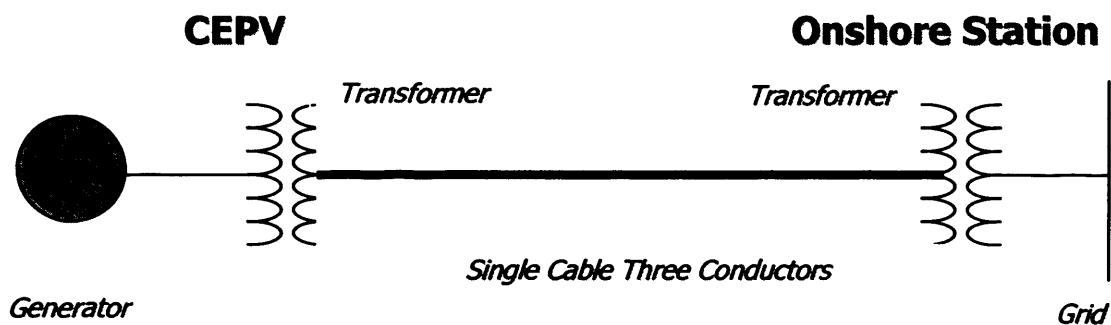 CEPV
Onshore Station
Transformer
Transformer
Single Cable Three Conductors
Generator
Grid